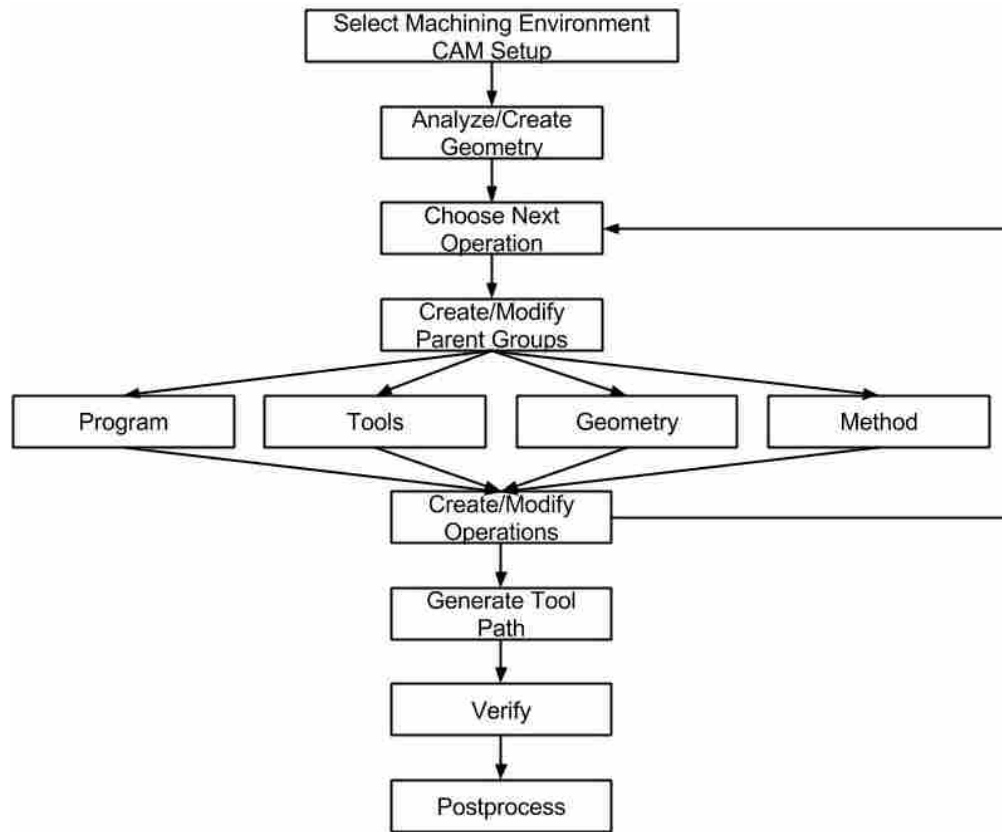 Select Machining Environment
CAM Setup
Analyze/Create
Geometry
Choose Next
Operation
Create/Modify
Parent Groups
Program
Tools
Geometry
Method
Create/Modify
Operations
Generate Tool
Path
Verify
Postprocess